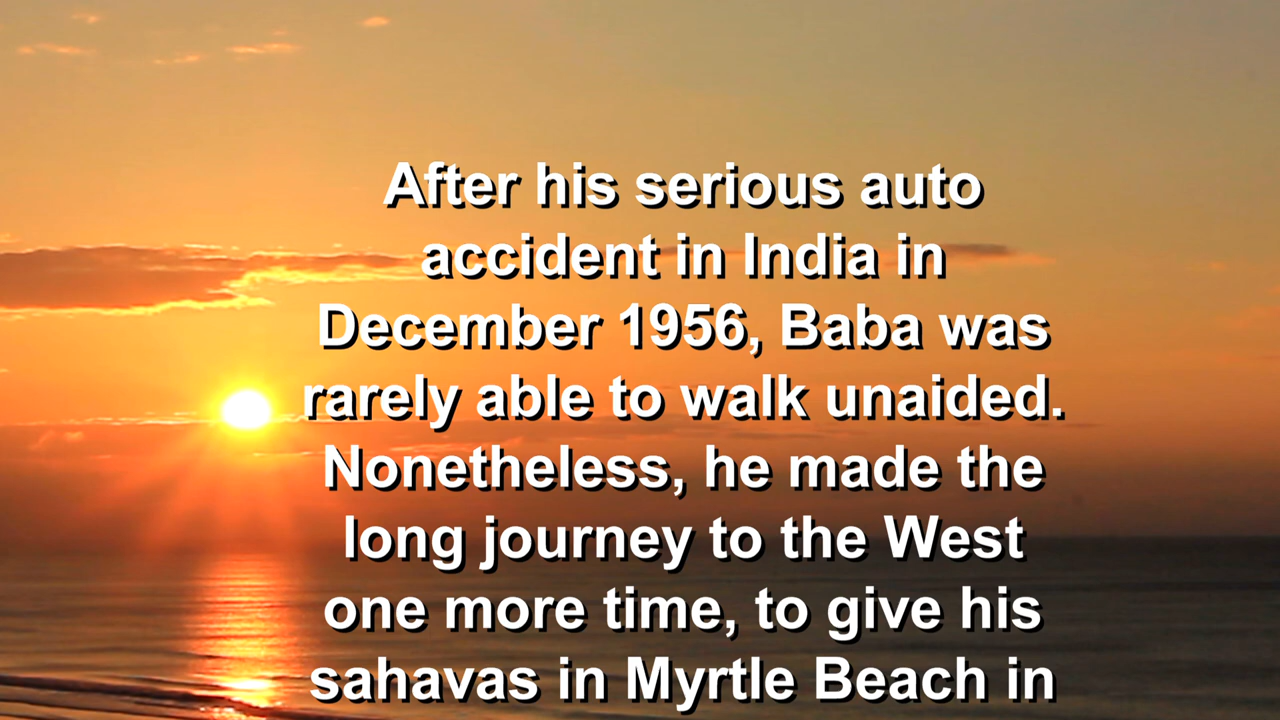 After his serious auto
accident in India in
December 1956, Baba was
rarely able to walk unaided.
Nonetheless, he made the
long journey to the West
one more time, to give his
sahavas in Myrtle Beach in